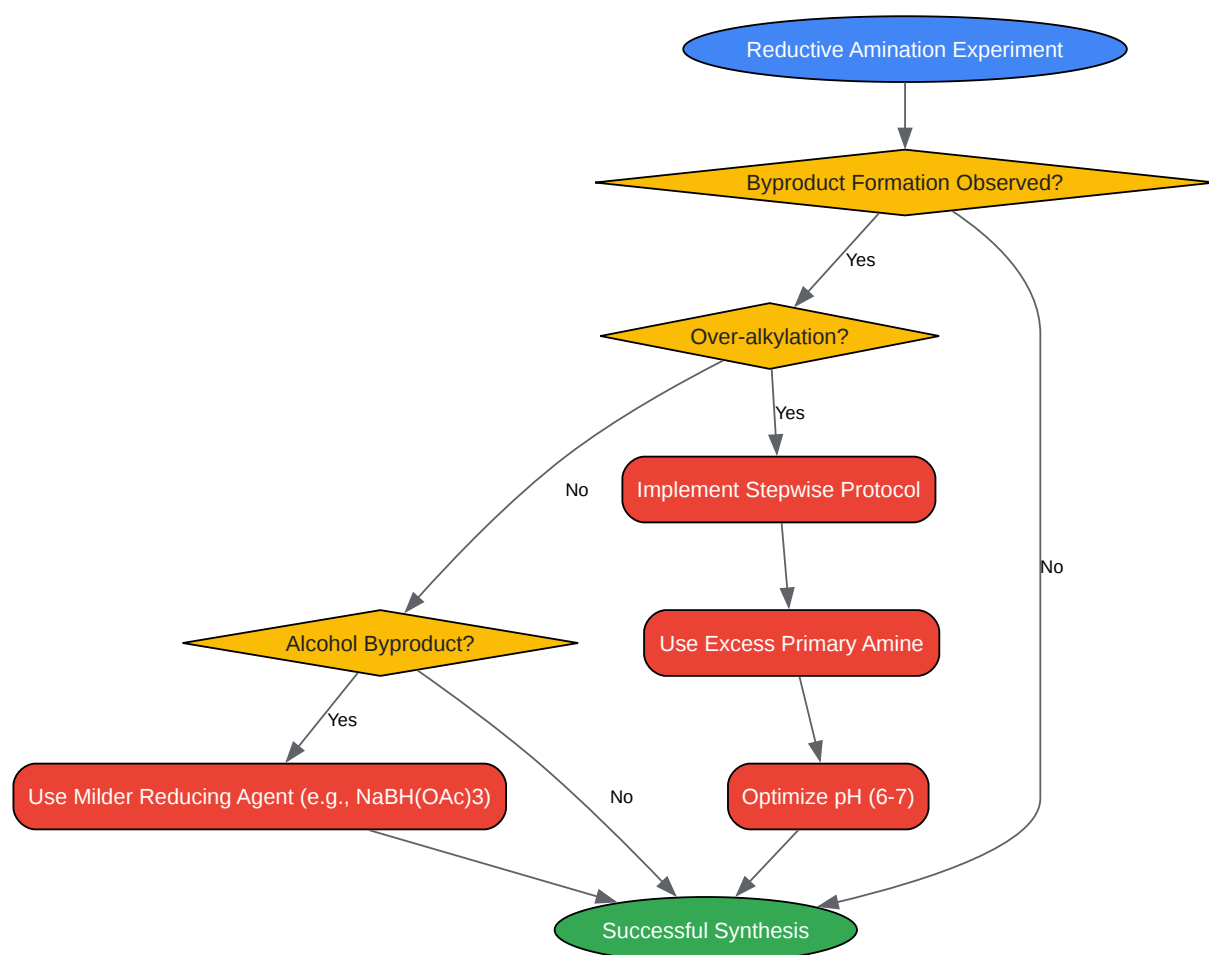 Reductive Amination Experiment
Byproduct Formation Observed?
Yes
Over-alkylation?
Yes
No
Implement Stepwise Protocol
No
Use Excess Primary Amine
Alcohol Byproduct?
Yes
No
Use Milder Reducing Agent (e.g., NaBH(OAc)3)
Optimize pH (6-7)
Successful Synthesis